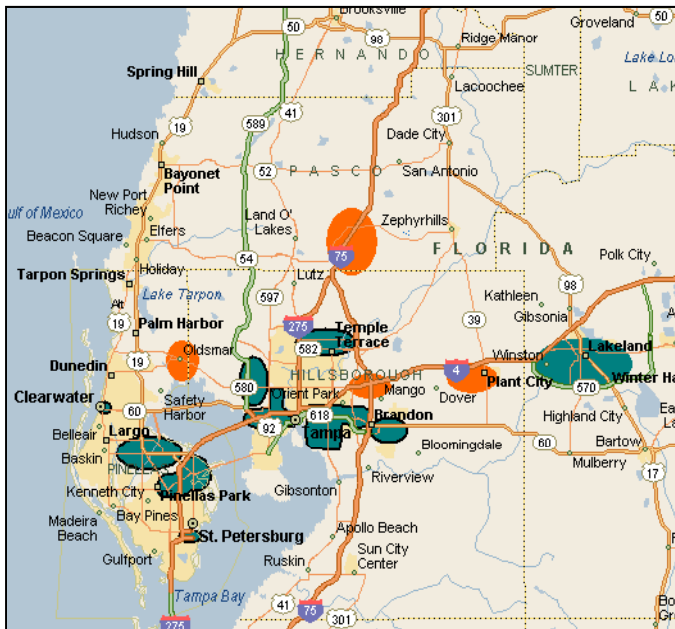 50
Brooksville
50
Groveland
98
Ridge Manor
HERNANDO
SUMTER
Spring Hill
Lacoochee
41
19
589
301
Hudson
Dade City
52
PASCO
San Antonio
Bayonet
Point
New Port
Richey
Land O'
Lakes
Zephyrhills
Gulf of Mexico
Elfers
Beacon Square
FLORIDA
54
75
Polk City
Holiday
Lutz
98
Tarpon Springs
Lake Tarpon
597
Kathleen
Alt
19
Gibsonia
275
39
Palm Harbor
Temple
Terrace
582
Lakeland
19
Oldsmar
Winston
4
HILLSBOROUGH
Dunedin
Plant City
570
Winter Ha
580
Orient Park
Mango
Dover
Safety
Harbor
Clearwater
60
618
92
Tampa
Brandon
Highland City
Belleair
Largo
Bloomingdale
60
Bartow
Baskin
Mulberry
Riverview
17
Kenneth City
Pinellas Park
Gibsonton
Bay Pines
Madeira
Beach
St. Petersburg
Apollo Beach
Gulfport
Sun City
Center
Ruskin
Tampa Bay
41
75
301
275